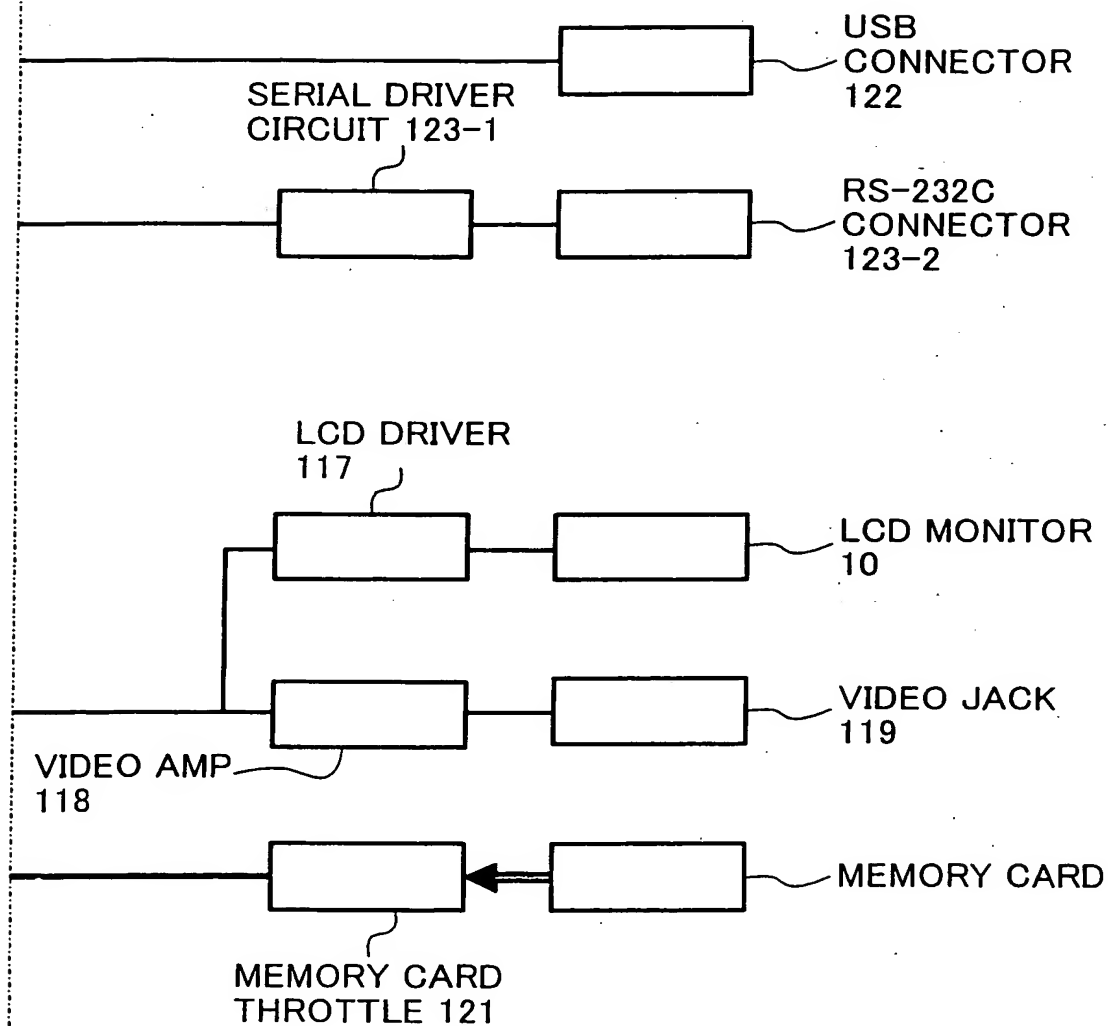 USB
CONNECTOR
122
SERIAL DRIVER
CIRCUIT 123-1
RS-232C
CONNECTOR
123-2
LCD DRIVER
117
LCD MONITOR
10
VIDEO JACK
119
VIDEO AMP
118
MEMORY CARD
MEMORY CARD
THROTTLE 121